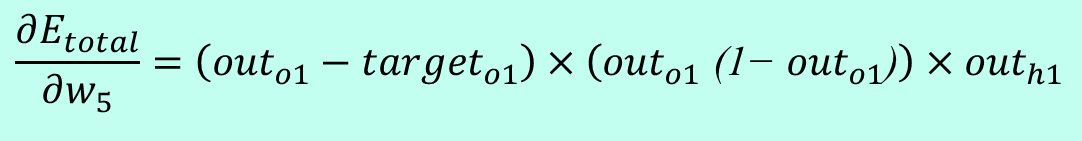 ∂E_total/∂w_5 = (out_o1 − target_o1) × (out_o1 (1− out_o1)) × out_h1